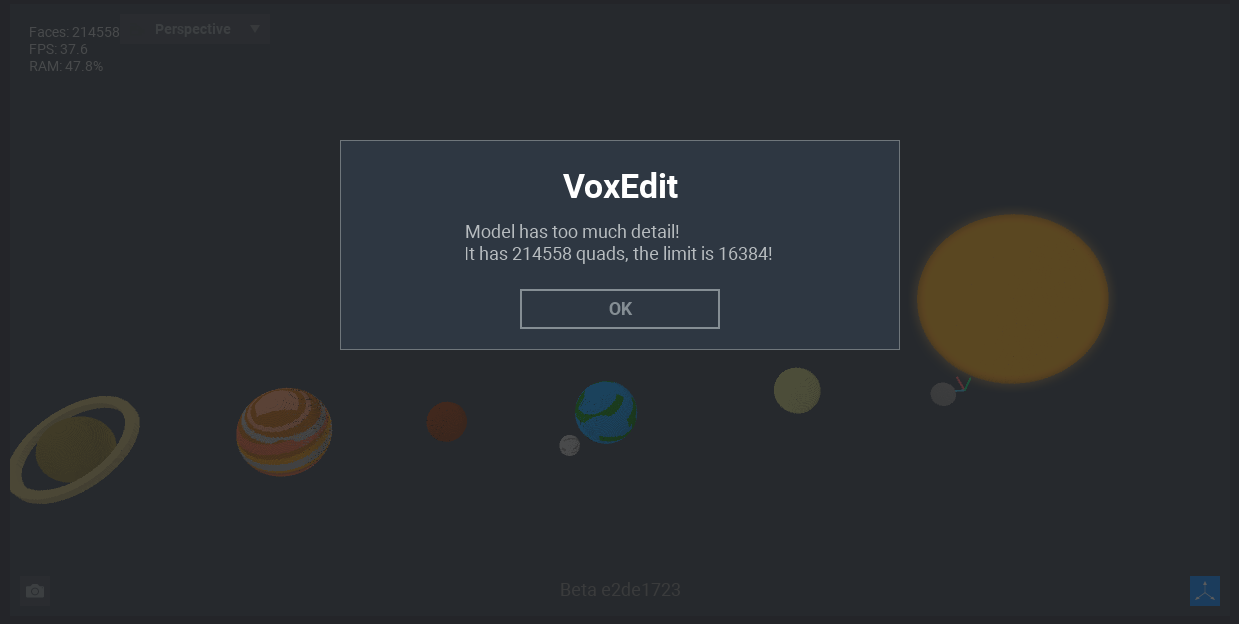 Faces: 214558
Perspective
FPS: 37.6
RAM: 47.8%
VoxEdit
Model has too much detail!
It has 214558 quads, the limit is 16384!
OK
Beta e2de1723